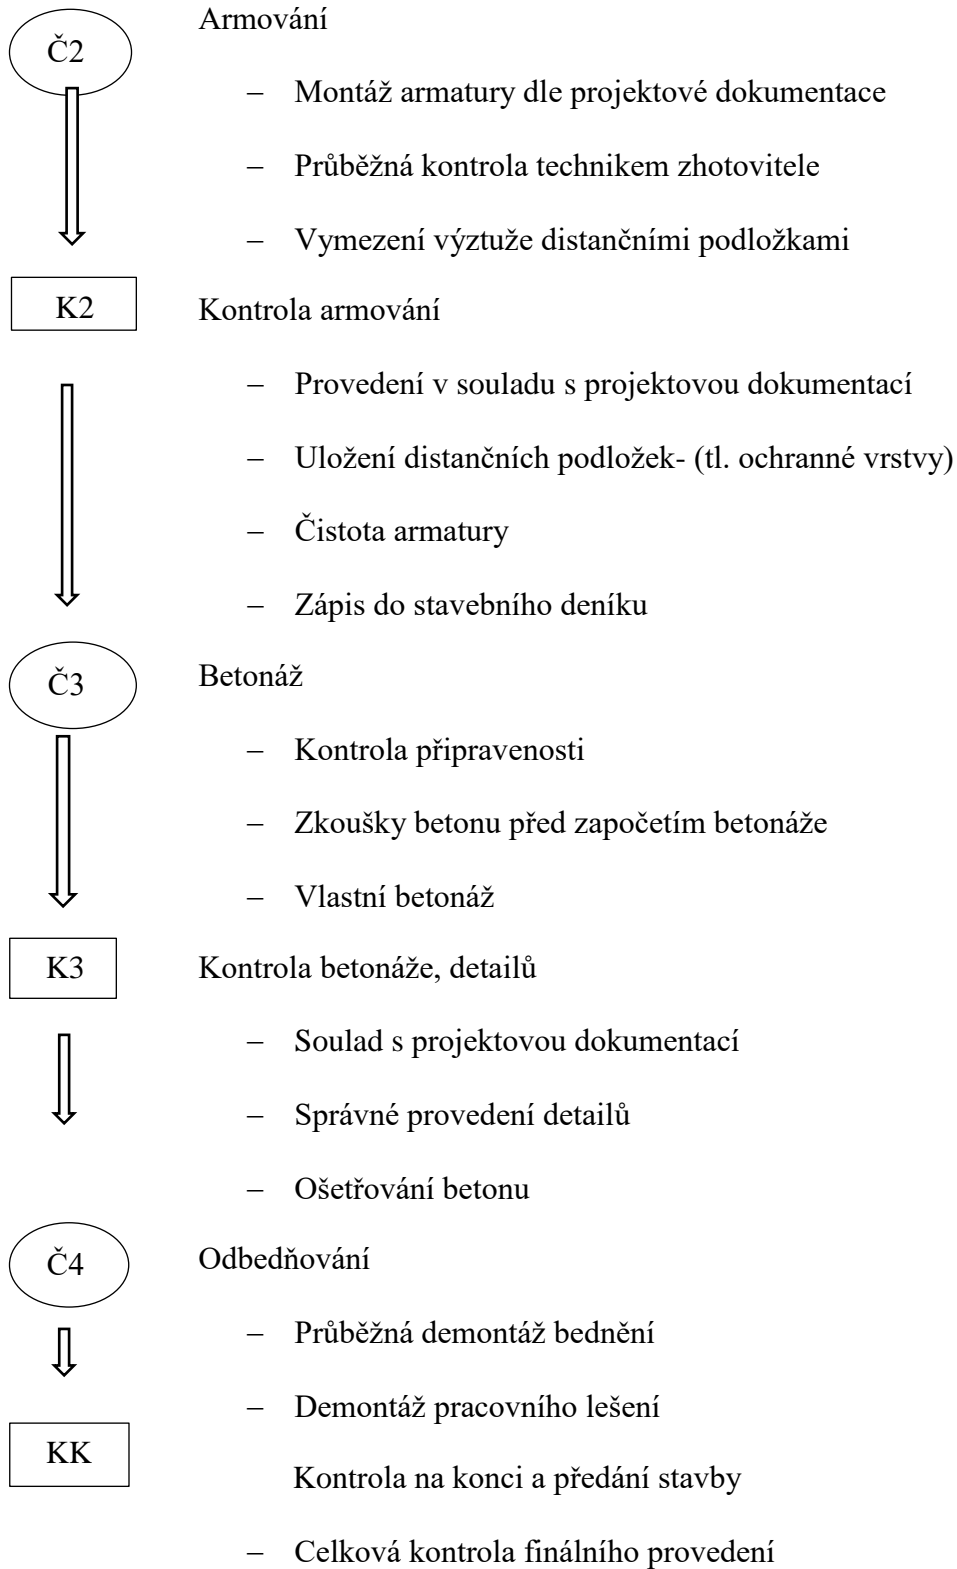 Č2 Armování
– Montáž armatury dle projektové dokumentace
– Průběžná kontrola technikem zhotovitele
– Vymezení výztuže distančními podložkami
K2 Kontrola armování
– Provedení v souladu s projektovou dokumentací
– Uložení distančních podložek- (tl. ochranné vrstvy)
– Čistota armatury
– Zápis do stavebního deníku
Č3 Betonáž
– Kontrola připravenosti
– Zkoušky betonu před započetím betonáže
– Vlastní betonáž
K3 Kontrola betonáže, detailů
– Soulad s projektovou dokumentací
– Správné provedení detailů
– Ošetřování betonu
Č4 Odbedňování
– Průběžná demontáž bednění
– Demontáž pracovního lešení
KK Kontrola na konci a předání stavby
– Celková kontrola finálního provedení